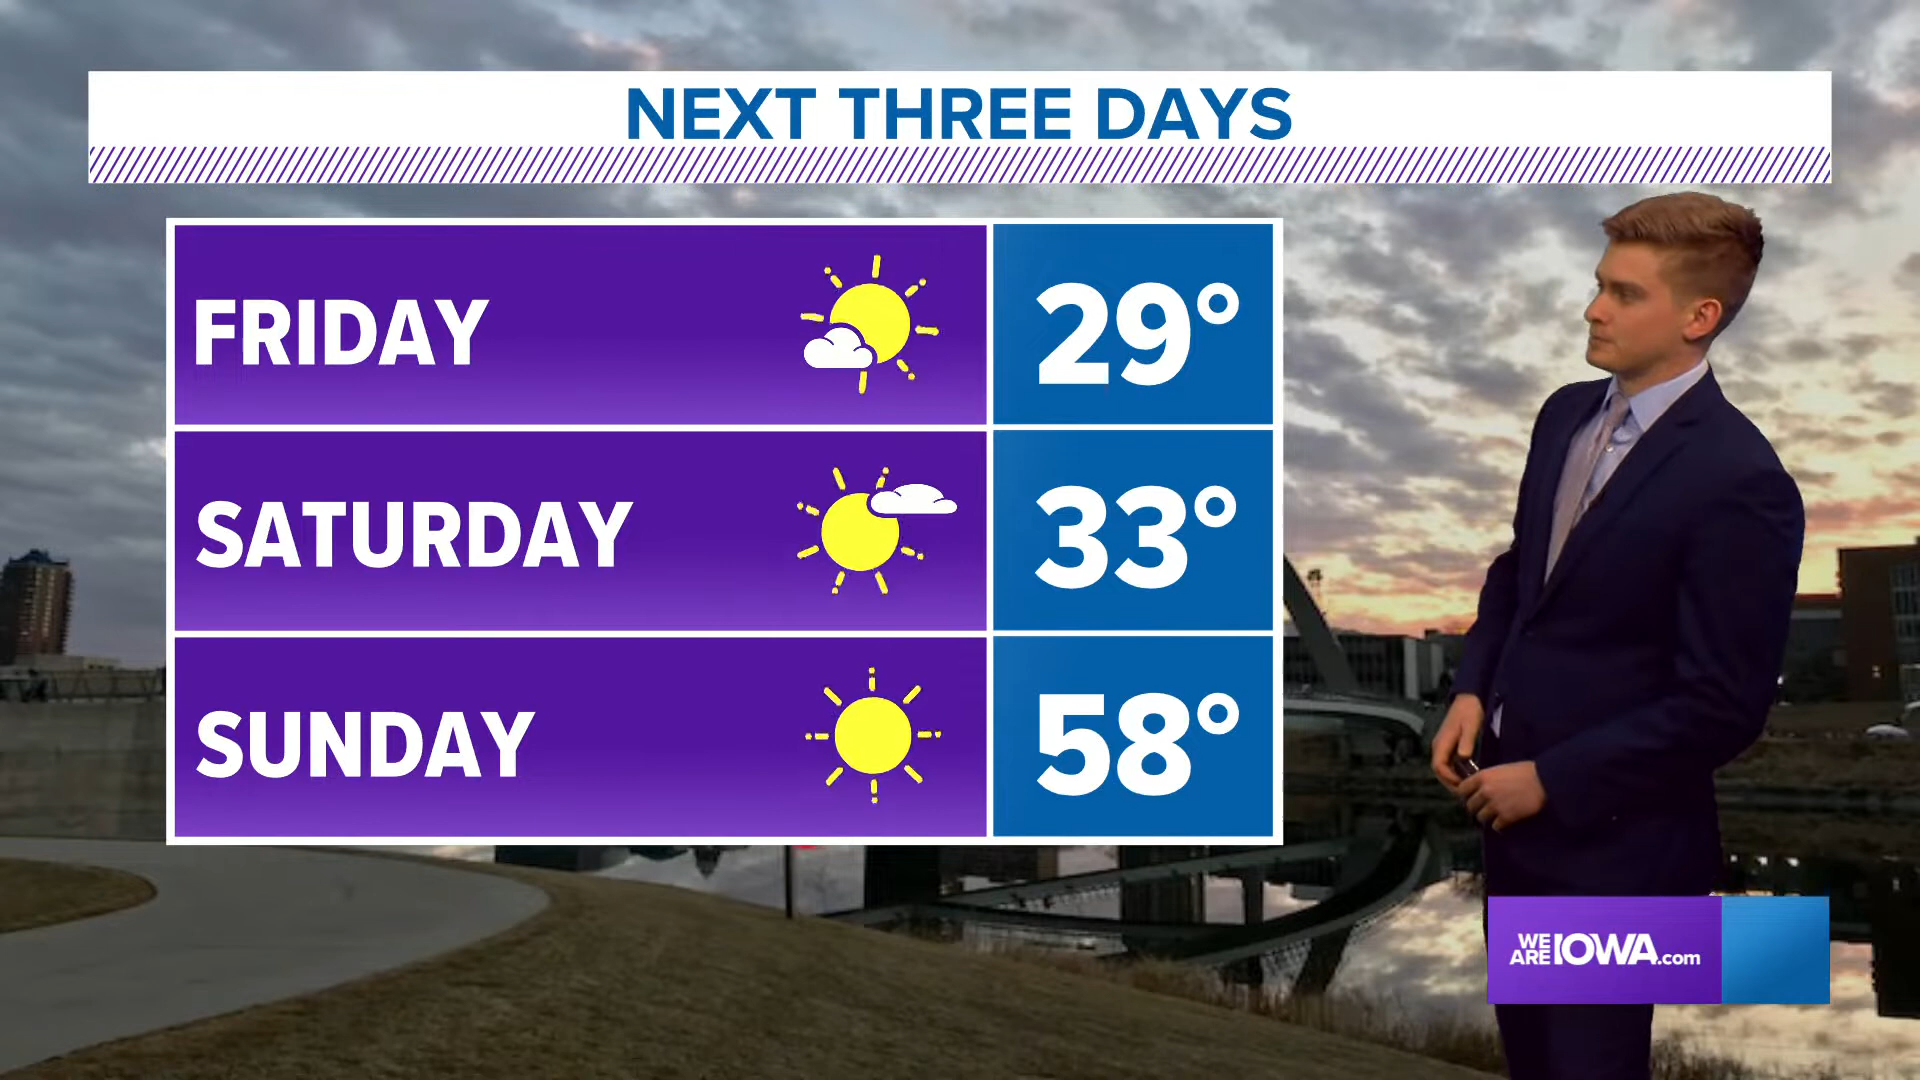 NEXT THREE DAYS
FRIDAY 29°
SATURDAY 33°
SUNDAY 58°
WE ARE IOWA.com